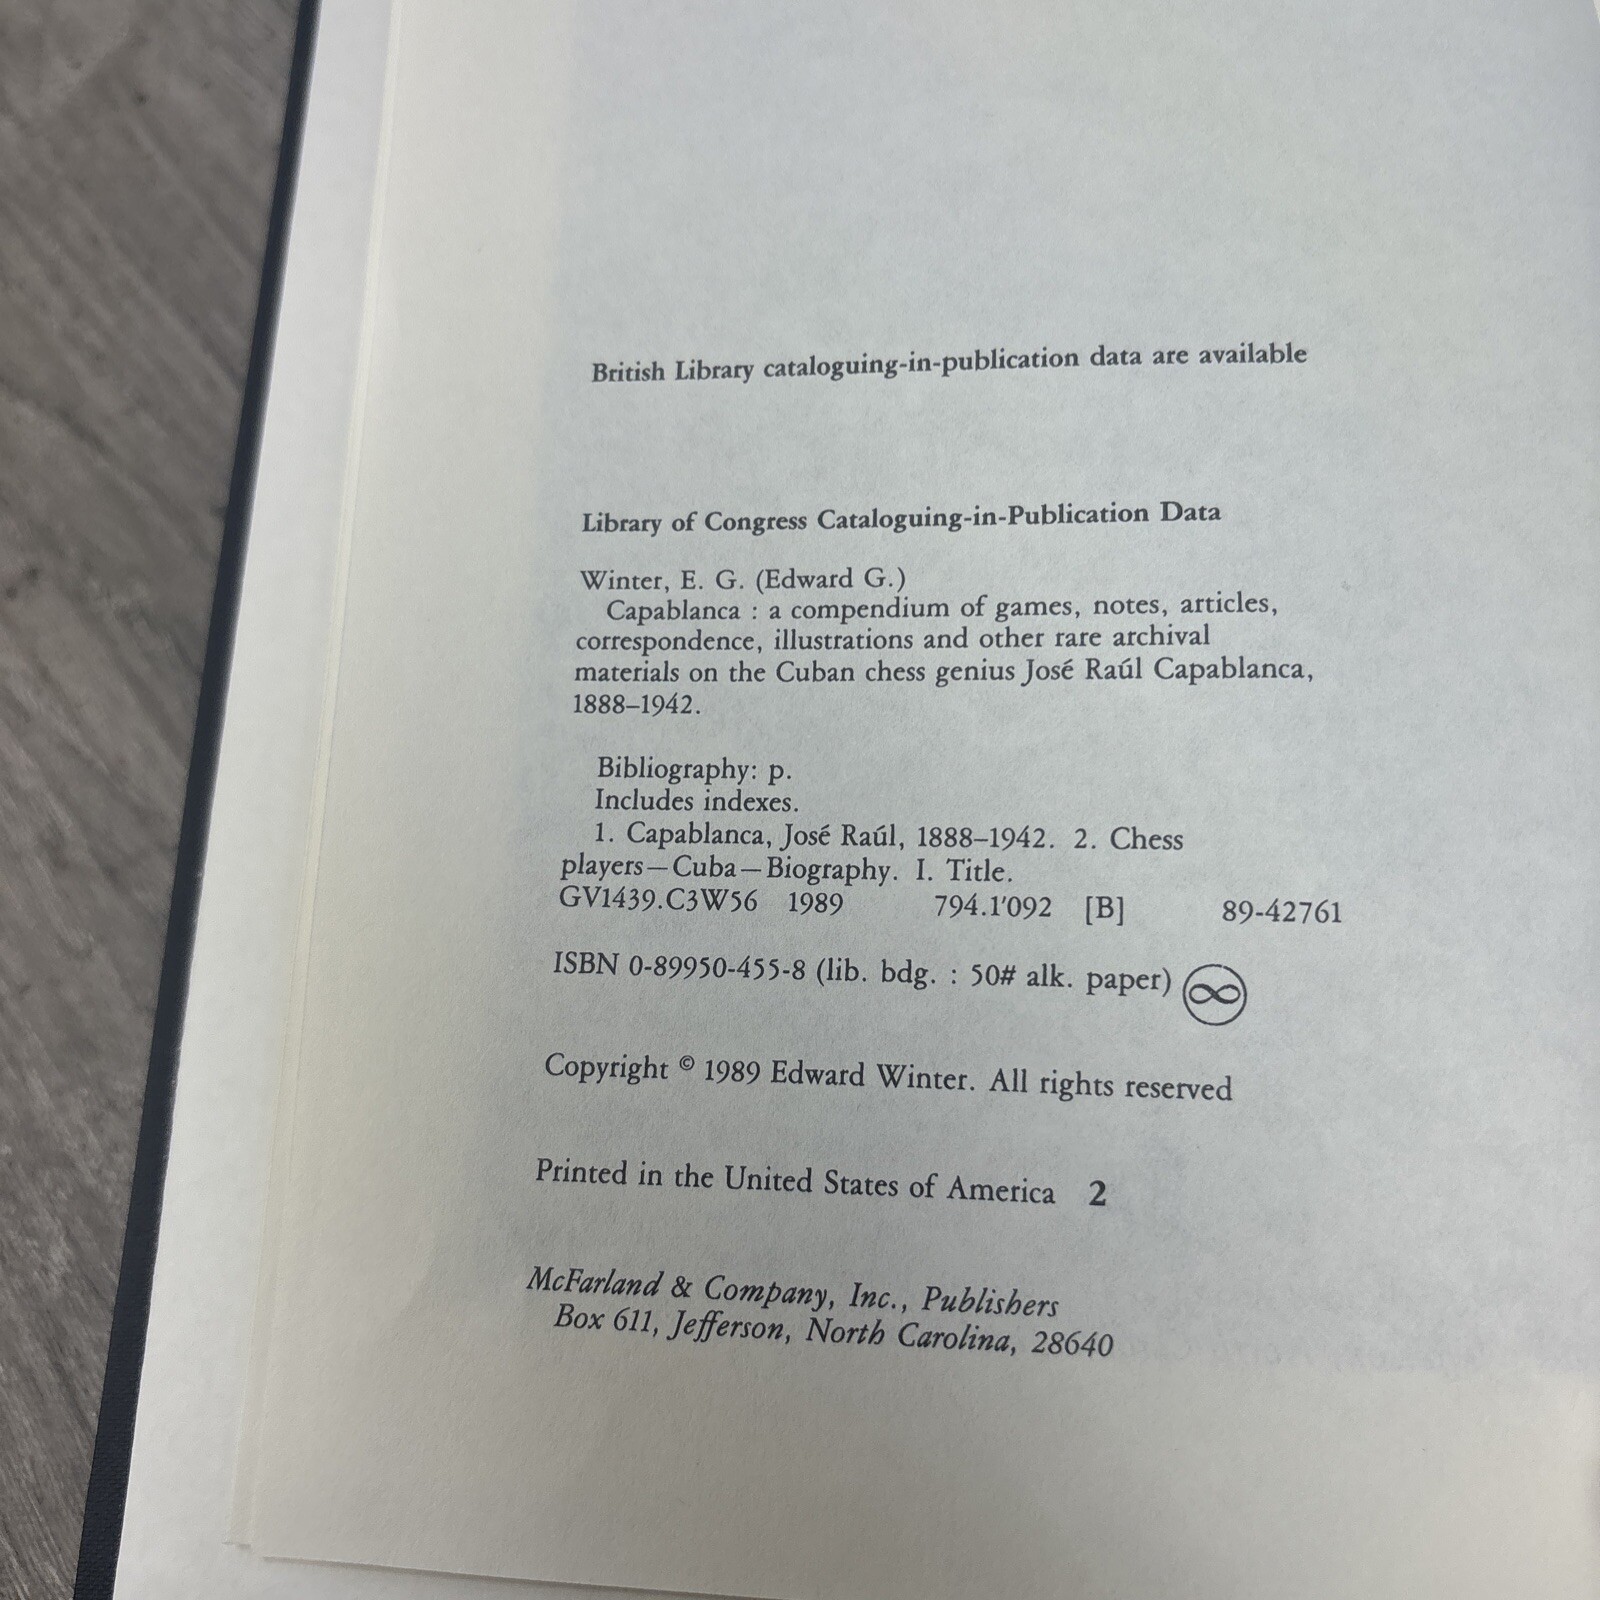 British Library cataloguing-in-publication data are available
Library of Congress Cataloguing-in-Publication Data
Winter, E. G. (Edward G.)
Capablanca : a compendium of games, notes, articles,
correspondence, illustrations and other rare archival
materials on the Cuban chess genius José Raúl Capablanca,
1888–1942.
Bibliography: p.
Includes indexes.
1. Capablanca, José Raúl, 1888–1942. 2. Chess
players—Cuba—Biography. I. Title.
GV1439.C3W56 1989 794.1'092 [B] 89-42761
ISBN 0-89950-455-8 (lib. bdg. : 50# alk. paper) ∞
Copyright © 1989 Edward Winter. All rights reserved
Printed in the United States of America 2
McFarland & Company, Inc., Publishers
Box 611, Jefferson, North Carolina, 28640